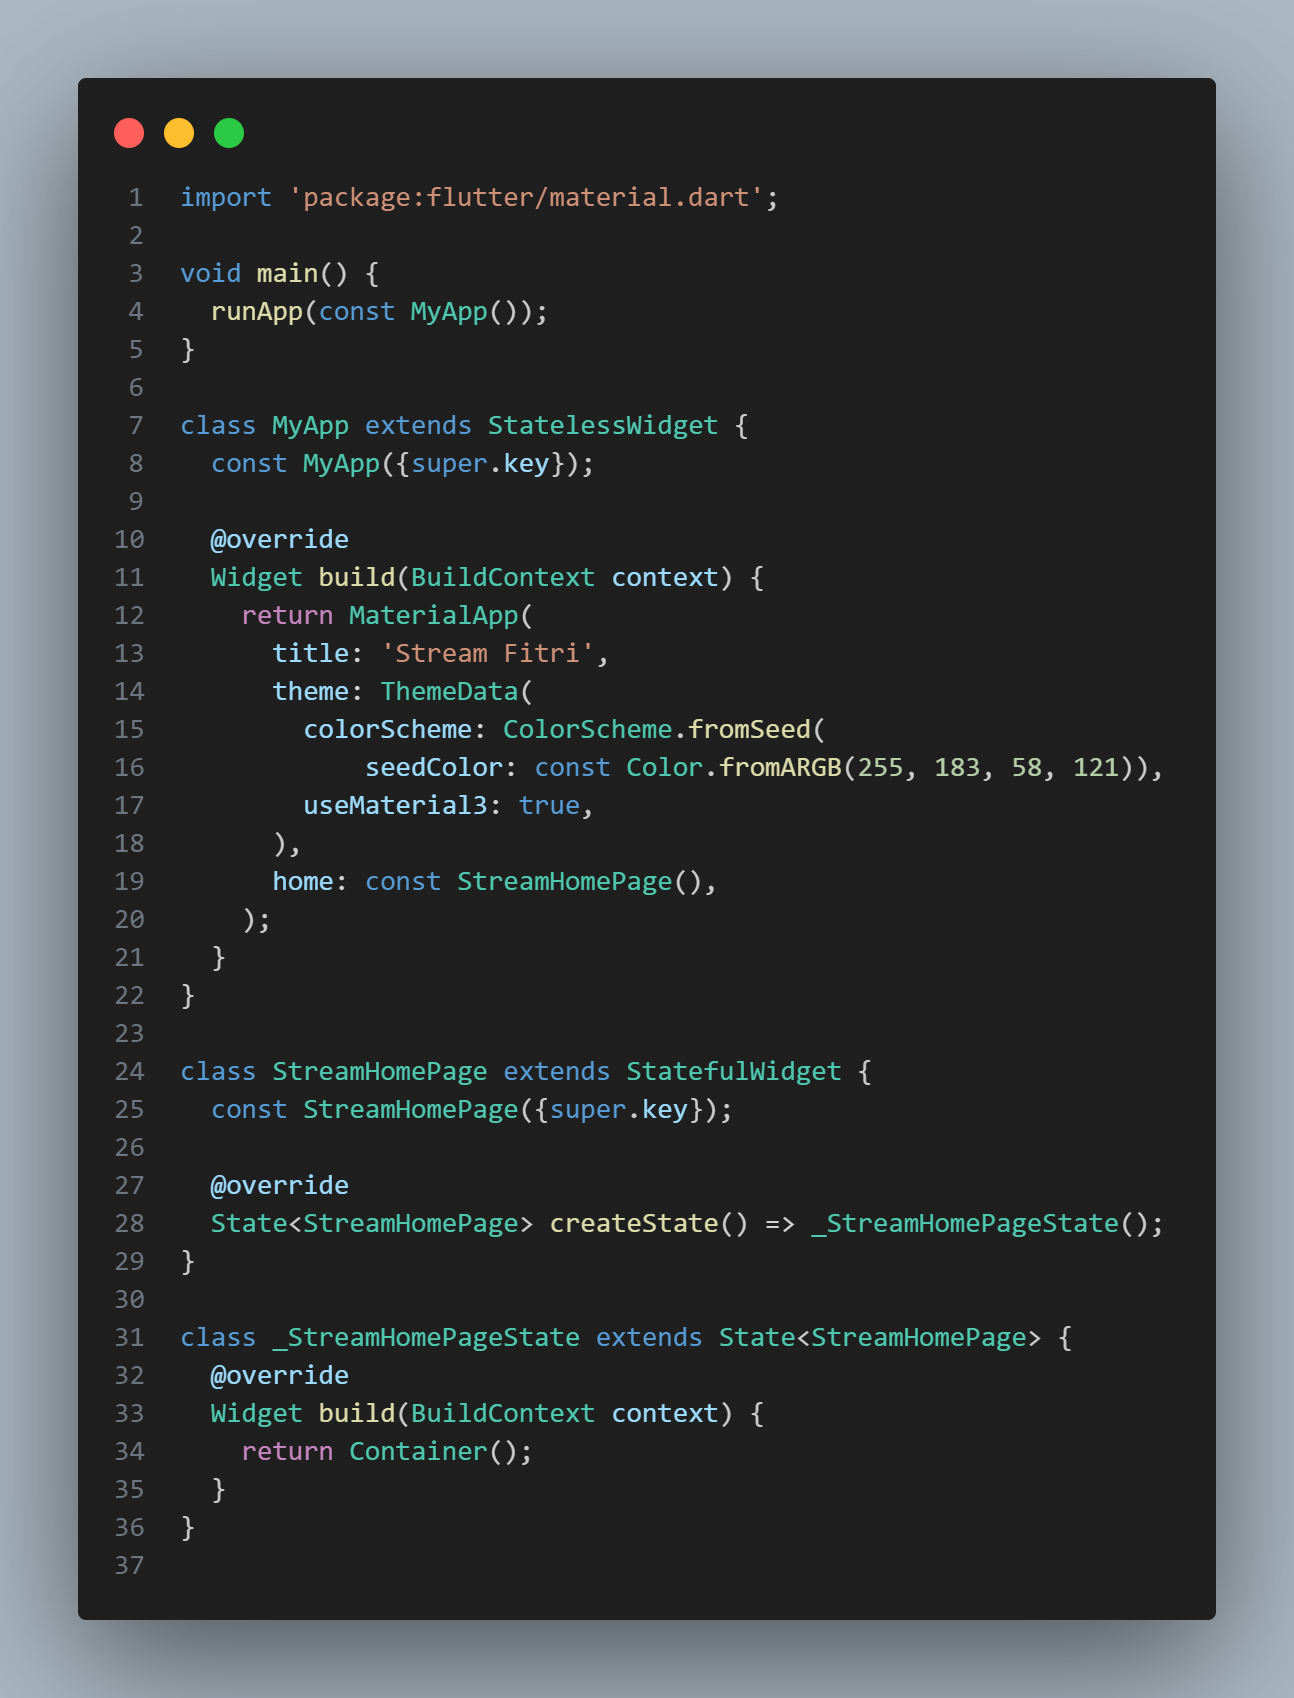 1 import 'package:flutter/material.dart';
2
3 void main() {
4   runApp(const MyApp());
5 }
6
7 class MyApp extends StatelessWidget {
8   const MyApp({super.key});
9
10   @override
11   Widget build(BuildContext context) {
12     return MaterialApp(
13       title: 'Stream Fitri',
14       theme: ThemeData(
15         colorScheme: ColorScheme.fromSeed(
16             seedColor: const Color.fromARGB(255, 183, 58, 121)),
17         useMaterial3: true,
18       ),
19       home: const StreamHomePage(),
20     );
21   }
22 }
23
24 class StreamHomePage extends StatefulWidget {
25   const StreamHomePage({super.key});
26
27   @override
28   State<StreamHomePage> createState() => _StreamHomePageState();
29 }
30
31 class _StreamHomePageState extends State<StreamHomePage> {
32   @override
33   Widget build(BuildContext context) {
34     return Container();
35   }
36 }
37